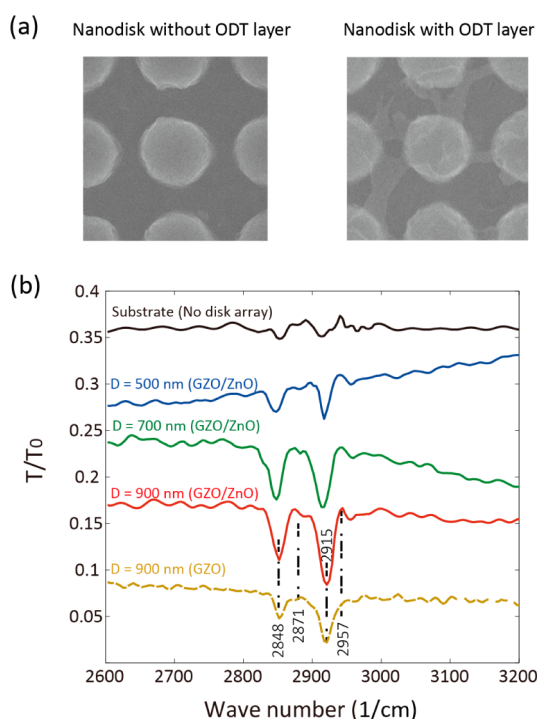 (a)
Nanodisk without ODT layer
Nanodisk with ODT layer
(b)
0.4
0.35
0.3
0.25
0.2
0.15
0.1
0.05
T/T0
Substrate (No disk array)
D = 500 nm (GZO/ZnO)
D = 700 nm (GZO/ZnO)
D = 900 nm (GZO/ZnO)
D = 900 nm (GZO)
2848
2871
2915
2957
2600 2700 2800 2900 3000 3100 3200
Wave number (1/cm)